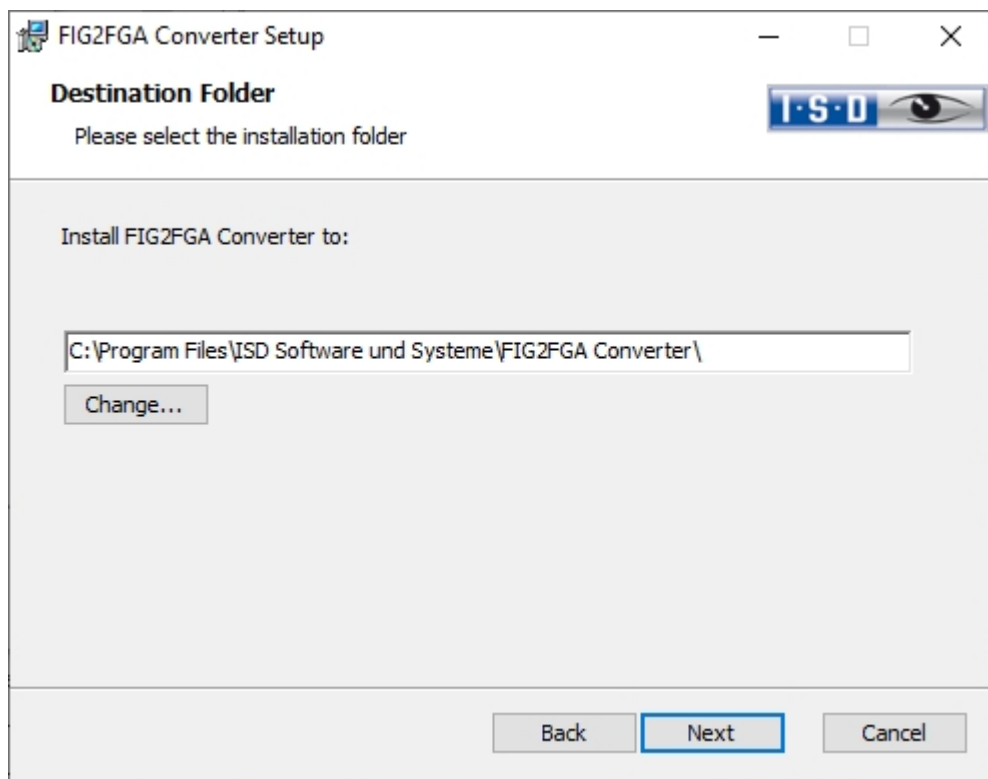 FIG2FGA Converter Setup
Destination Folder
Please select the installation folder
I·S·D
Install FIG2FGA Converter to:
C:\Program Files\ISD Software und Systeme\FIG2FGA Converter\
Change...
Back Next Cancel